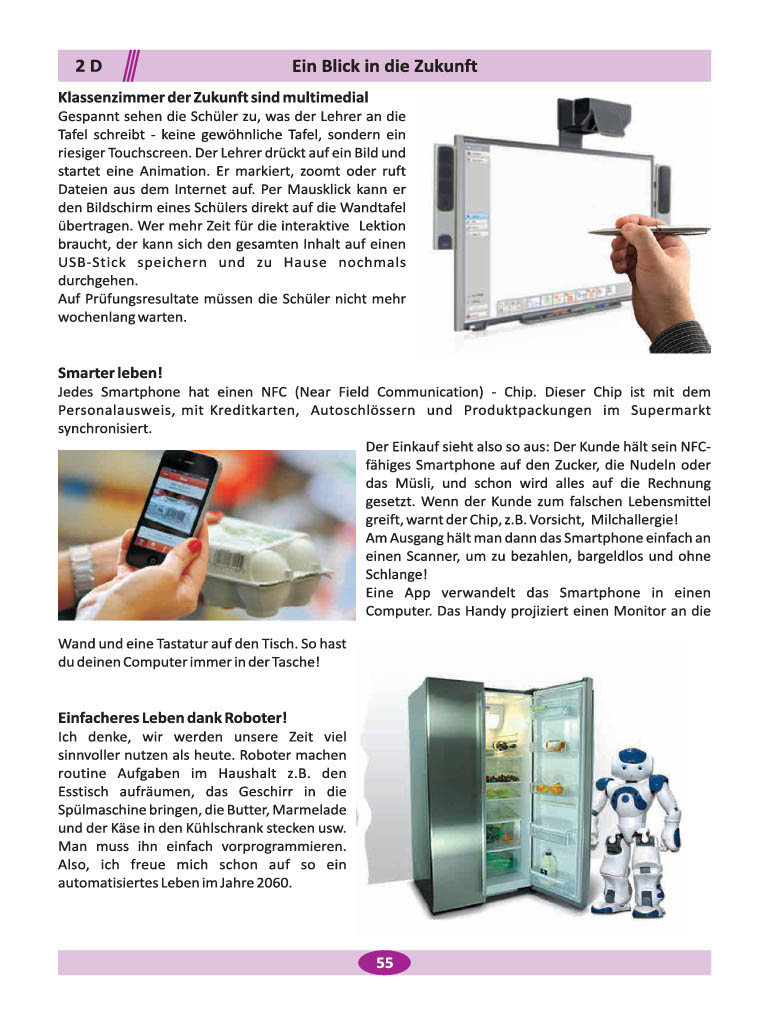 2 D
Ein Blick in die Zukunft
Klassenzimmer der Zukunft sind multimedial
Gespannt sehen die Schüler zu, was der Lehrer an die
Tafel schreibt - keine gewöhnliche Tafel, sondern ein
riesiger Touchscreen. Der Lehrer drückt auf ein Bild und
startet eine Animation. Er markiert, zoomt oder ruft
Dateien aus dem Internet auf. Per Mausklick kann er
den Bildschirm eines Schülers direkt auf die Wandtafel
übertragen. Wer mehr Zeit für die interaktive Lektion
braucht, der kann sich den gesamten Inhalt auf einen
USB-Stick speichern und zu Hause nochmals
durchgehen.
Auf Prüfungsresultate müssen die Schüler nicht mehr
wochenlang warten.
Smarter leben!
Jedes Smartphone hat einen NFC (Near Field Communication) - Chip. Dieser Chip ist mit dem
Personalausweis, mit Kreditkarten, Autoschlössern und Produktpackungen im Supermarkt
synchronisiert.
Der Einkauf sieht also so aus: Der Kunde hält sein NFC-
fähiges Smartphone auf den Zucker, die Nudeln oder
das Müsli, und schon wird alles auf die Rechnung
gesetzt. Wenn der Kunde zum falschen Lebensmittel
greift, warnt der Chip, z.B. Vorsicht, Milchallergie!
Am Ausgang hält man dann das Smartphone einfach an
einen Scanner, um zu bezahlen, bargeldlos und ohne
Schlange!
Eine App verwandelt das Smartphone in einen
Computer. Das Handy projiziert einen Monitor an die
Wand und eine Tastatur auf den Tisch. So hast
du deinen Computer immer in der Tasche!
Einfacheres Leben dank Roboter!
Ich denke, wir werden unsere Zeit viel
sinnvoller nutzen als heute. Roboter machen
routine Aufgaben im Haushalt z.B. den
Esstisch aufräumen, das Geschirr in die
Spülmaschine bringen, die Butter, Marmelade
und der Käse in den Kühlschrank stecken usw.
Man muss ihn einfach vorprogrammieren.
Also, ich freue mich schon auf so ein
automatisiertes Leben im Jahre 2060.
55